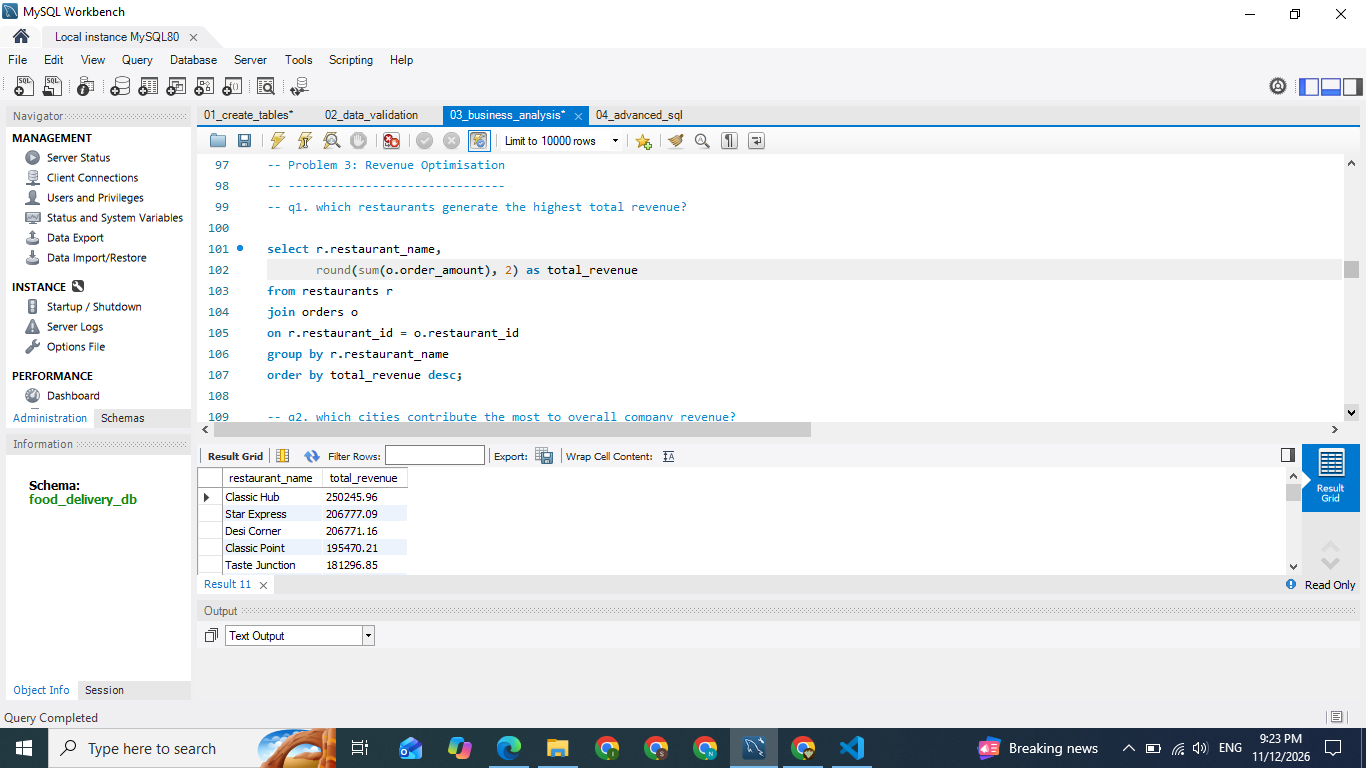 MySQL Workbench
Local instance MySQL80
File Edit View Query Database Server Tools Scripting Help
Navigator
MANAGEMENT
Server Status
Client Connections
Users and Privileges
Status and System Variables
Data Export
Data Import/Restore
INSTANCE
Startup / Shutdown
Server Logs
Options File
PERFORMANCE
Dashboard
Administration Schemas
Information
Schema:
food_delivery_db
Object Info Session
01_create_tables* 02_data_validation 03_business_analysis* 04_advanced_sql
Limit to 10000 rows
97 -- Problem 3: Revenue Optimisation
98 -- -------------------------------
99 -- q1. which restaurants generate the highest total revenue?
100
101 select r.restaurant_name,
102 round(sum(o.order_amount), 2) as total_revenue
103 from restaurants r
104 join orders o
105 on r.restaurant_id = o.restaurant_id
106 group by r.restaurant_name
107 order by total_revenue desc;
108
109 -- q2. which cities contribute the most to overall company revenue?
Result Grid Filter Rows: Export: Wrap Cell Content:
restaurant_name total_revenue
Classic Hub 250245.96
Star Express 206777.09
Desi Corner 206771.16
Classic Point 195470.21
Taste Junction 181296.85
Result Grid
Result 11 Read Only
Output
Text Output
Query Completed
Type here to search
Breaking news
ENG
9:23 PM
11/12/2026